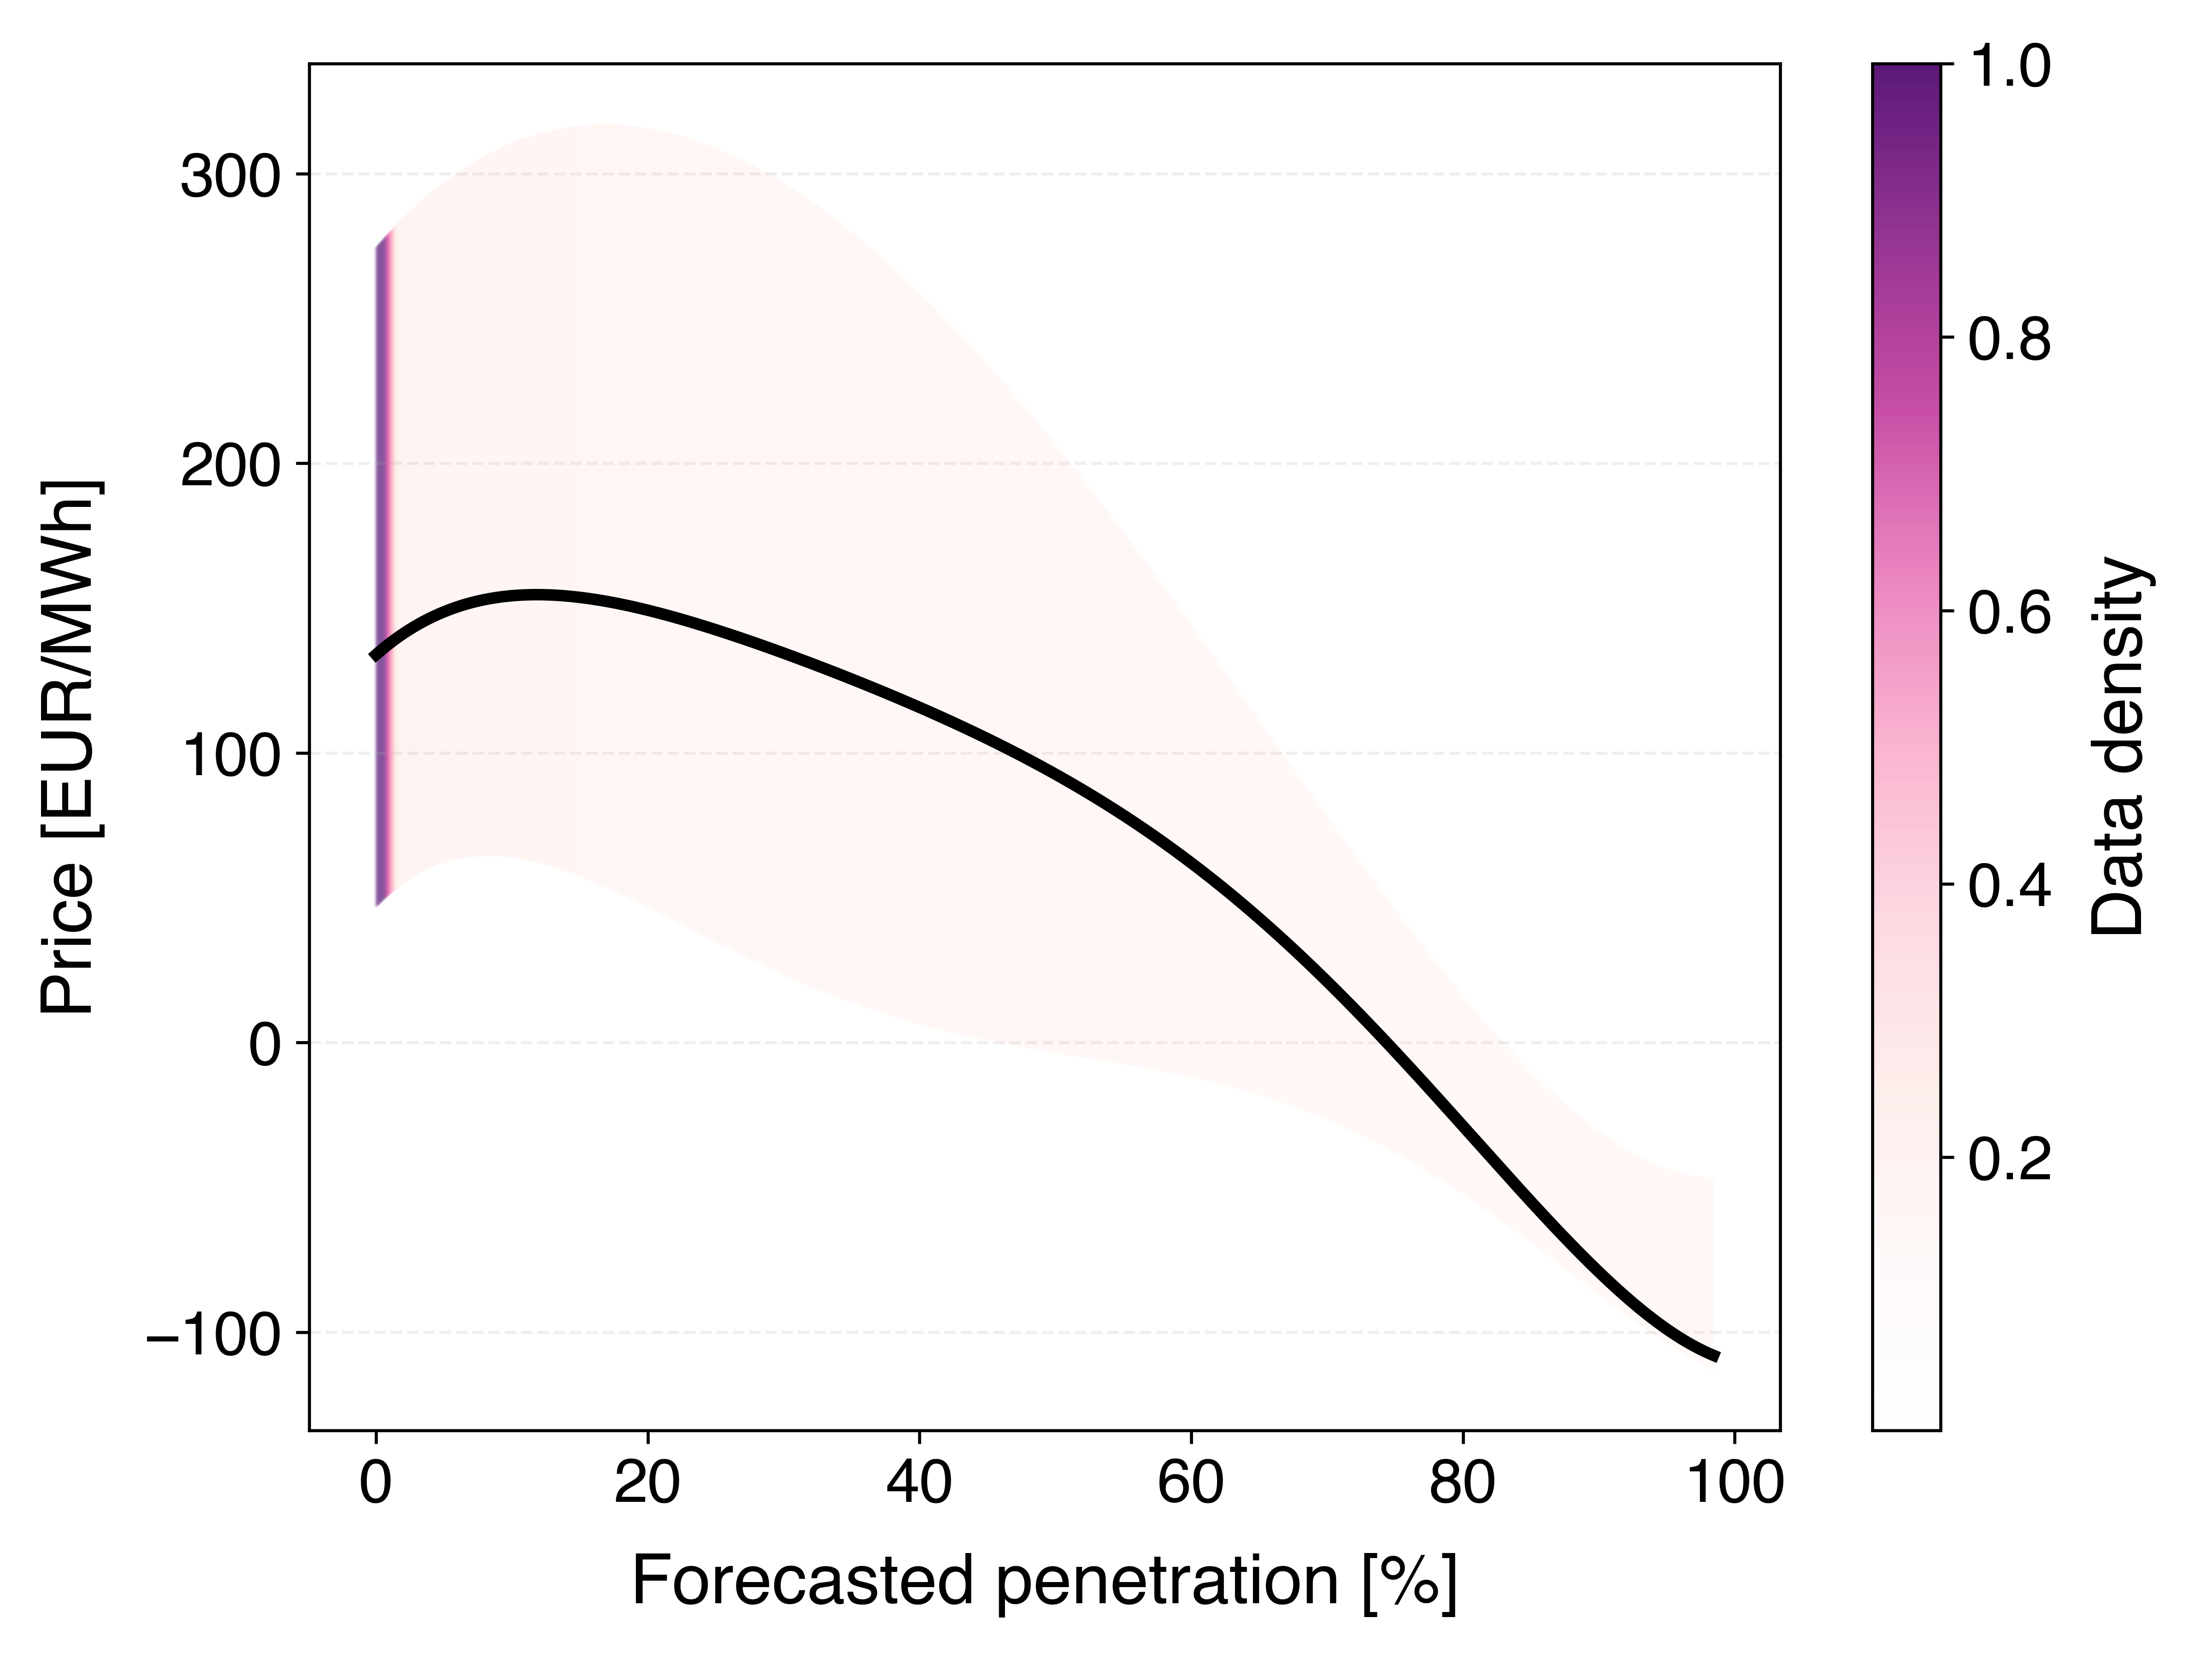 Price [EUR/MWh]
300
200
100
0
−100
0 20 40 60 80 100
Forecasted penetration [%]
1.0
0.8
0.6
0.4
0.2
Data density